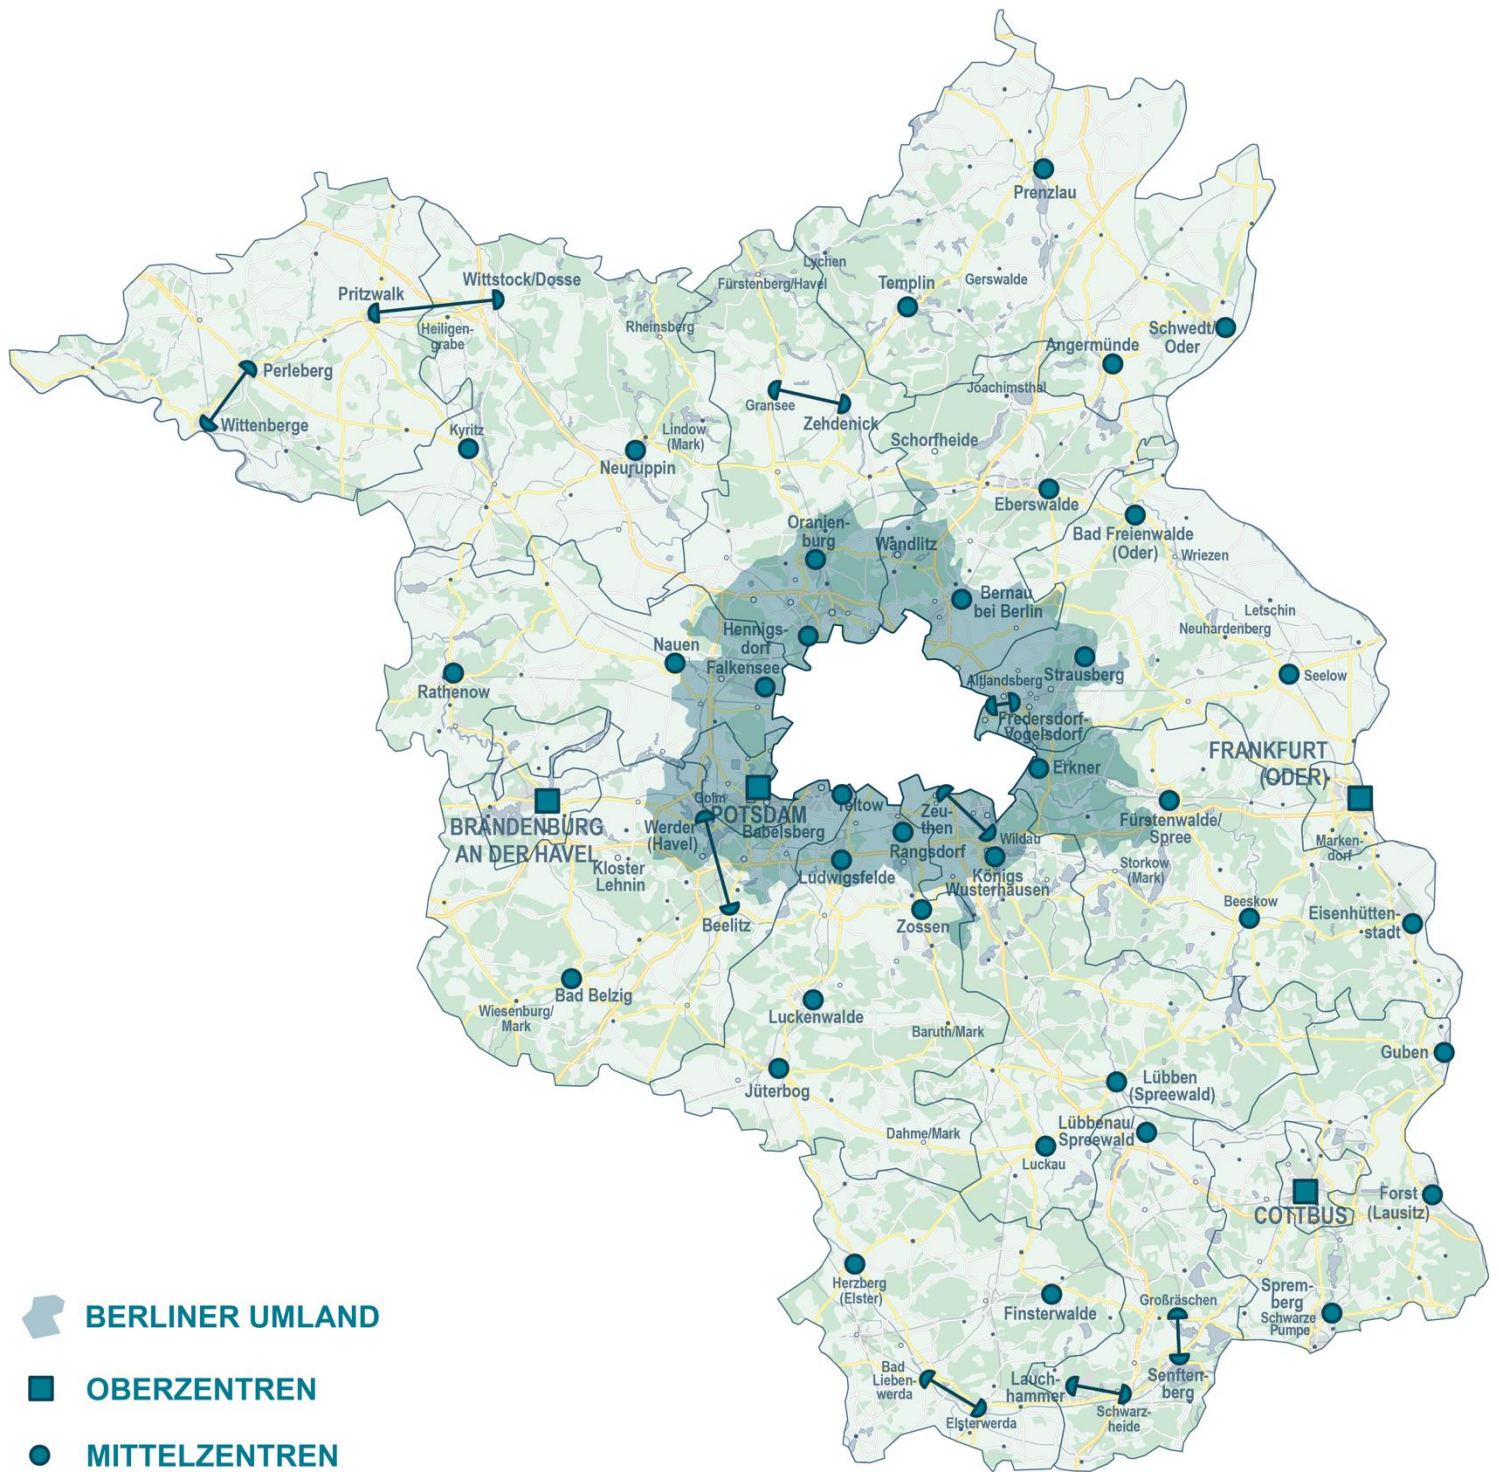 Prenzlau
Lychen
Wittstock/Dosse
Fürstenberg/Havel
Templin
Gerswalde
Pritzwalk
Heiligen-
grabe
Rheinsberg
Schwedt/
Oder
Angermünde
Perleberg
Joachimsthal
Gransee
Zehdenick
Wittenberge
Kyritz
Lindow
(Mark)
Schorfheide
Neuruppin
Eberswalde
Oranjen-
burg
Wandlitz
Bad Freienwalde
(Oder)
Wriezen
Bernau
bei Berlin
Letschin
Neuhardenberg
Hennigs-
dorf
Nauen
Falkensee
Rathenow
Altlandsberg
Strausberg
Seelow
Fredersdorf-
Vogelsdorf
FRANKFURT
(ODER)
Erkner
Golm
POTSDAM
Babelsberg
Teltow
Zeu-
then
Wildau
Rangsdorf
BRANDENBURG
AN DER HAVEL
Werder
(Havel)
Fürstenwalde/
Spree
Marken-
dorf
Kloster
Lehnin
Ludwigsfelde
Königs
Wusterhausen
Storkow
(Mark)
Beelitz
Zossen
Beeskow
Eisenhütten-
stadt
Bad Belzig
Wiesenburg/
Mark
Luckenwalde
Baruth/Mark
Guben
Jüterbog
Lübben
(Spreewald)
Dahme/Mark
Lübbenau/
Spreewald
Luckau
COTTBUS
Forst
(Lausitz)
Herzberg
(Elster)
Finsterwalde
Großräschen
Sprem-
berg
Schwarze
Pumpe
Bad
Lieben-
werda
Elsterwerda
Lauch-
hammer
Schwarz-
heide
Senften-
berg
BERLINER UMLAND
OBERZENTREN
MITTELZENTREN